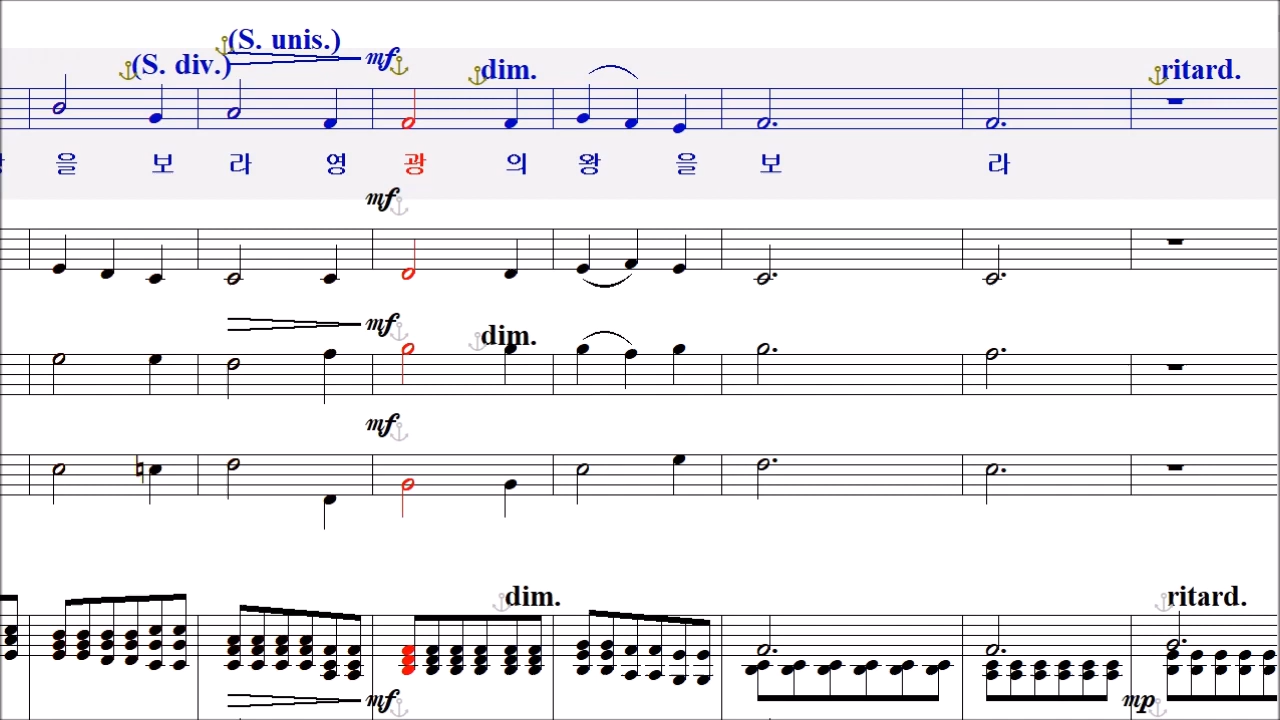 (S. unis.)
(S. div.) mf dim. ritard.
을 보 라 영 광 의 왕 을 보 라
mf
mf dim.
mf
dim. ritard.
mf mp